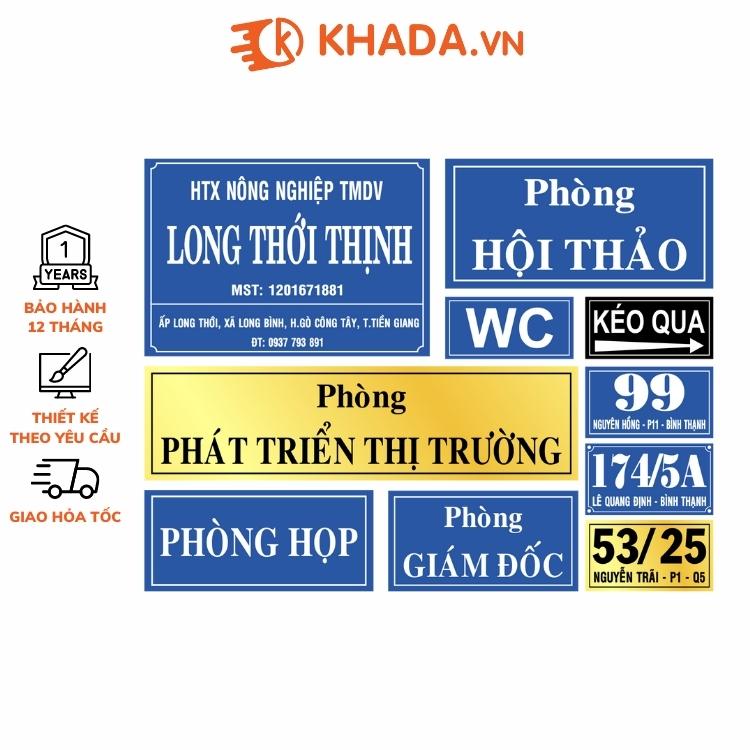 KHADA.VN
1
YEARS
BẢO HÀNH
12 THÁNG
THIẾT KẾ
THEO YÊU CẦU
GIAO HỎA TỐC
HTX NÔNG NGHIỆP TMDV
LONG THỚI THỊNH
MST: 1201671881
ẤP LONG THỚI, XÃ LONG BÌNH, H.GÒ CÔNG TÂY, T.TIỀN GIANG
ĐT: 0937 793 891
Phòng
HỘI THẢO
WC
KÉO QUA
Phòng
PHÁT TRIỂN THỊ TRƯỜNG
99
NGUYÊN HỒNG - P11 - BÌNH THẠNH
174/5A
LÊ QUANG ĐỊNH - BÌNH THẠNH
PHÒNG HỌP
Phòng
GIÁM ĐỐC
53/25
NGUYỄN TRÃI - P1 - Q5